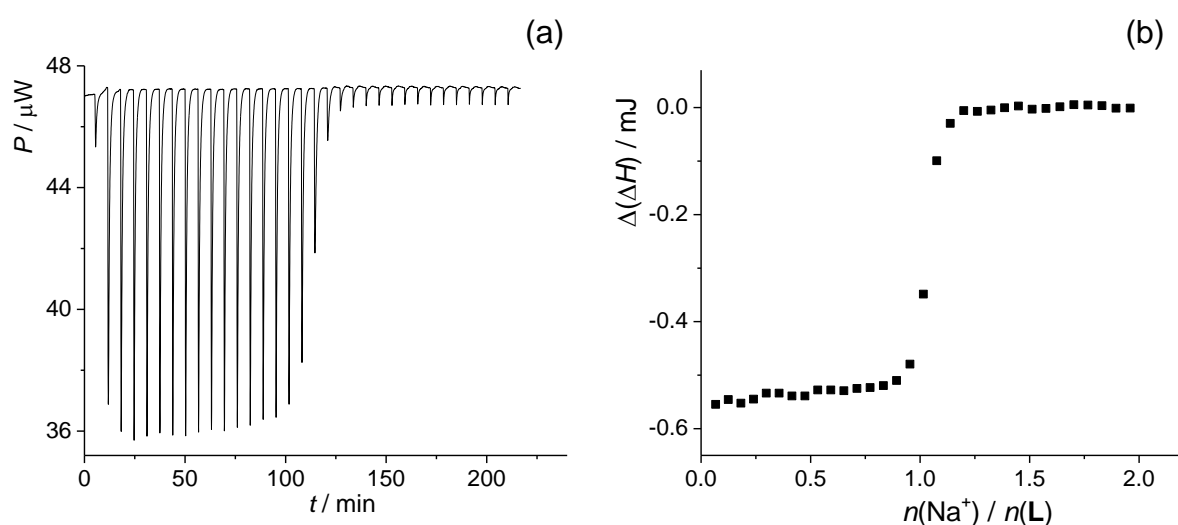 (a)
48
44
40
36
P / μW
0 50 100 150 200
t / min
(b)
0.0
-0.2
-0.4
-0.6
Δ(ΔH) / mJ
0.0 0.5 1.0 1.5 2.0
n(Na⁺) / n(L)